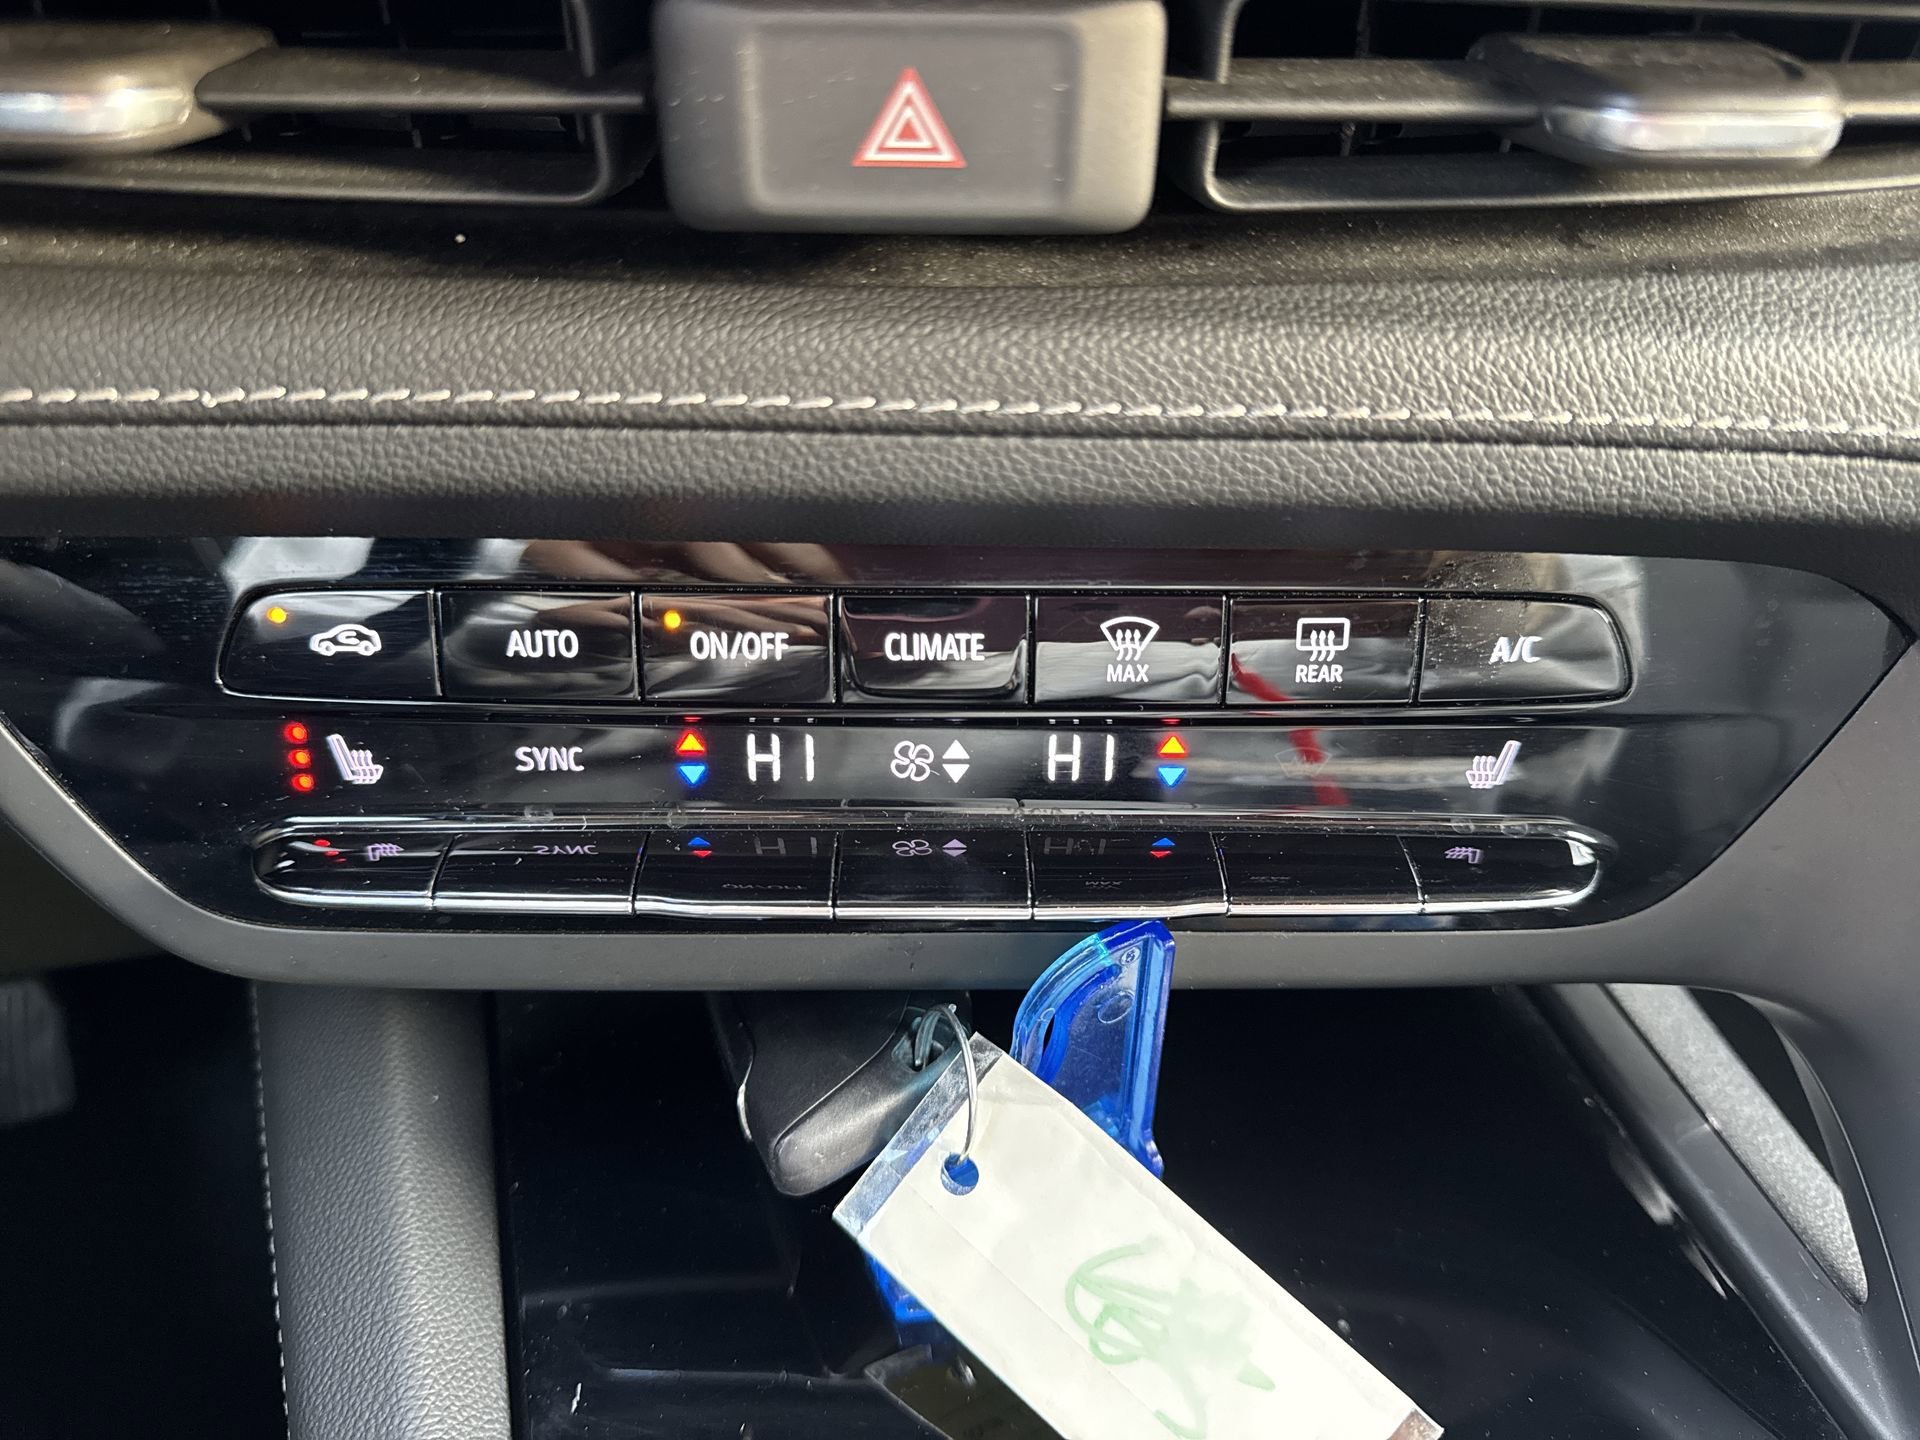 AUTO ON/OFF CLIMATE MAX REAR A/C
SYNC HI HI